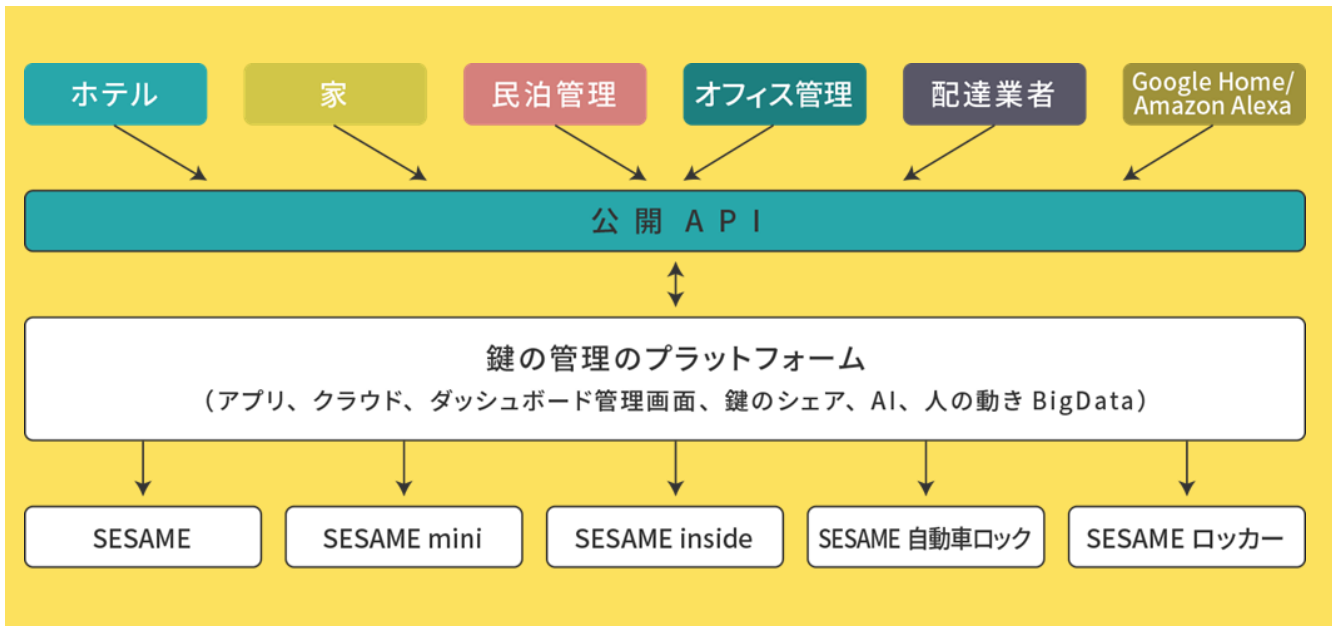 ホテル
家
民泊管理
オフィス管理
配達業者
Google Home/
Amazon Alexa
公開 API
鍵の管理のプラットフォーム
（アプリ、クラウド、ダッシュボード管理画面、鍵のシェア、AI、人の動き BigData）
SESAME
SESAME mini
SESAME inside
SESAME 自動車ロック
SESAME ロッカー